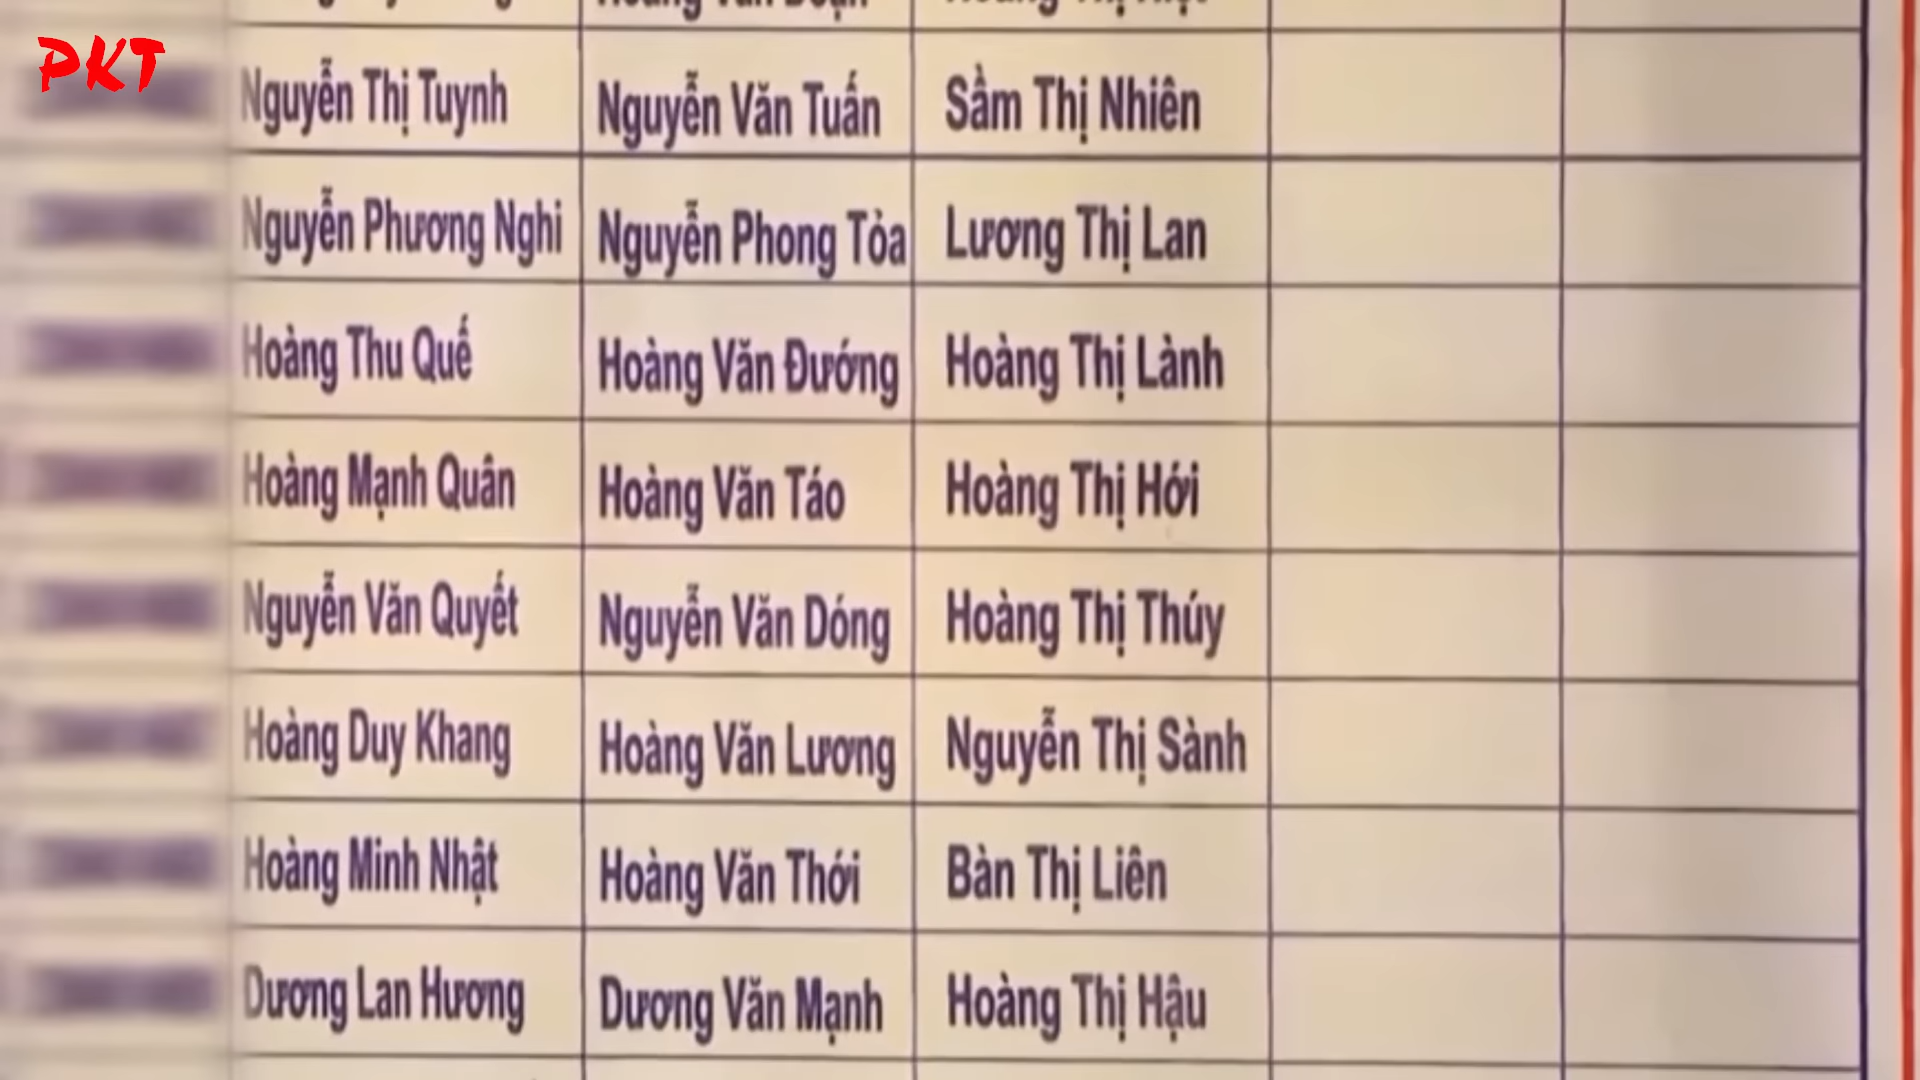 PKT
Nguyễn Thị Tuynh Nguyễn Văn Tuấn Sầm Thị Nhiên
Nguyễn Phương Nghi Nguyễn Phong Tỏa Lương Thị Lan
Hoàng Thu Quế Hoàng Văn Đướng Hoàng Thị Lành
Hoàng Mạnh Quân Hoàng Văn Táo Hoàng Thị Hới
Nguyễn Văn Quyết Nguyễn Văn Dóng Hoàng Thị Thúy
Hoàng Duy Khang Hoàng Văn Lương Nguyễn Thị Sành
Hoàng Minh Nhật Hoàng Văn Thới Bàn Thị Liên
Dương Lan Hương Dương Văn Mạnh Hoàng Thị Hậu